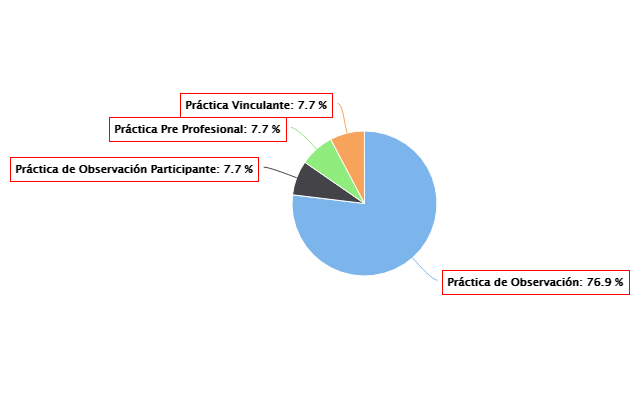 Práctica Vinculante: 7.7 %
Práctica Pre Profesional: 7.7 %
Práctica de Observación Participante: 7.7 %
Práctica de Observación: 76.9 %